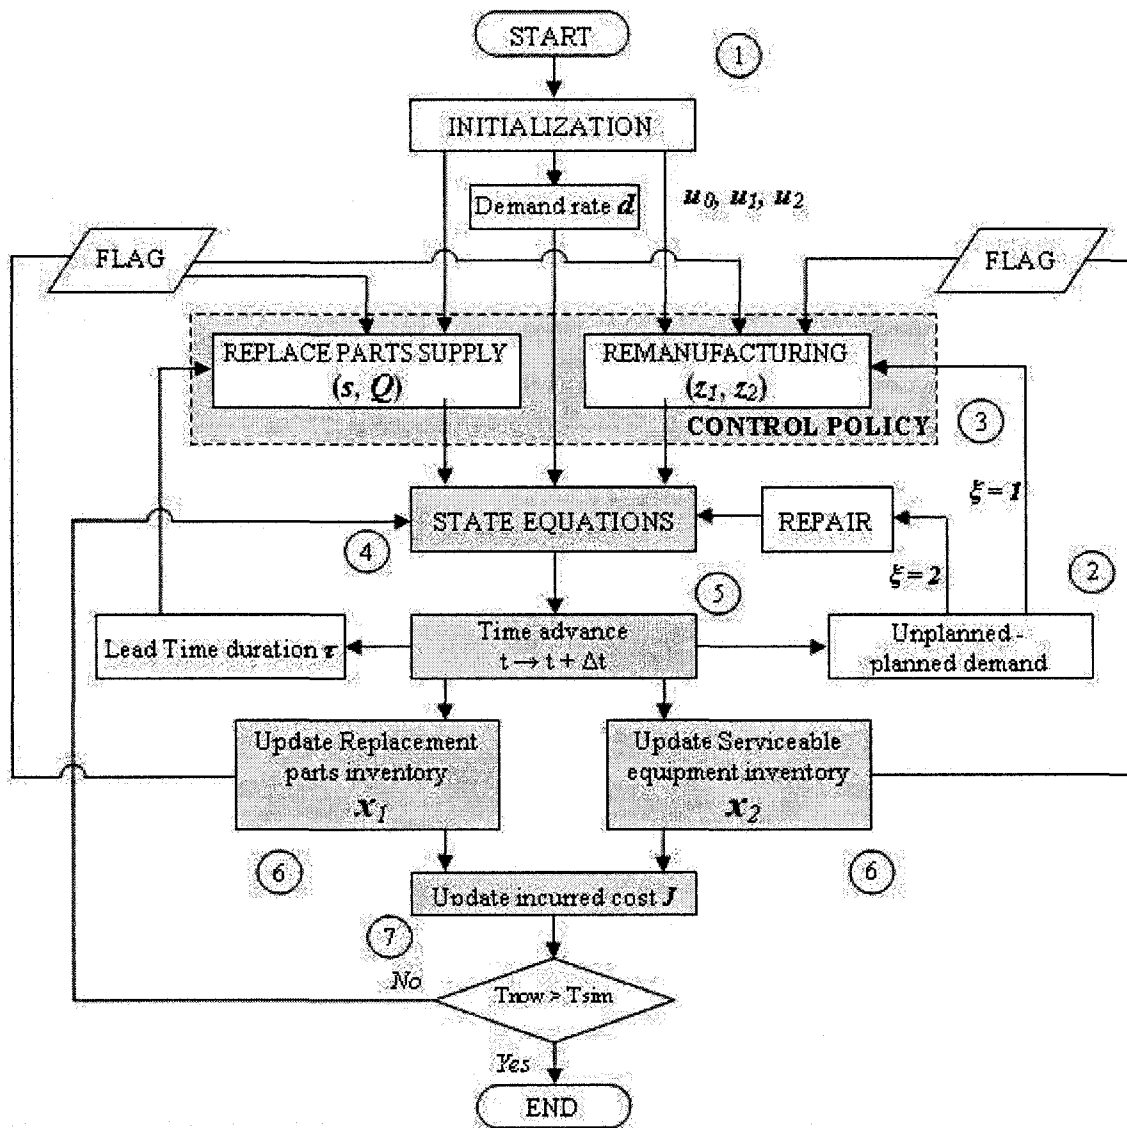 START
1
INITIALIZATION
Demand rate d
u0, u1, u2
FLAG
FLAG
REPLACE PARTS SUPPLY
(s, Q)
REMANUFACTURING
(z1, z2)
CONTROL POLICY
3
ξ = 1
STATE EQUATIONS
REPAIR
4
ξ = 2
2
5
Lead Time duration τ
Time advance
t → t + Δt
Unplanned -
planned demand
Update Replacement
parts inventory
x1
Update Serviceable
equipment inventory
x2
6
6
Update incurred cost J
7
No
Tnow > Tsim
Yes
END